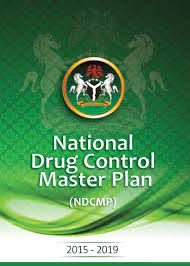 National
Drug Control
Master Plan
(NDCMP)
2015 - 2019